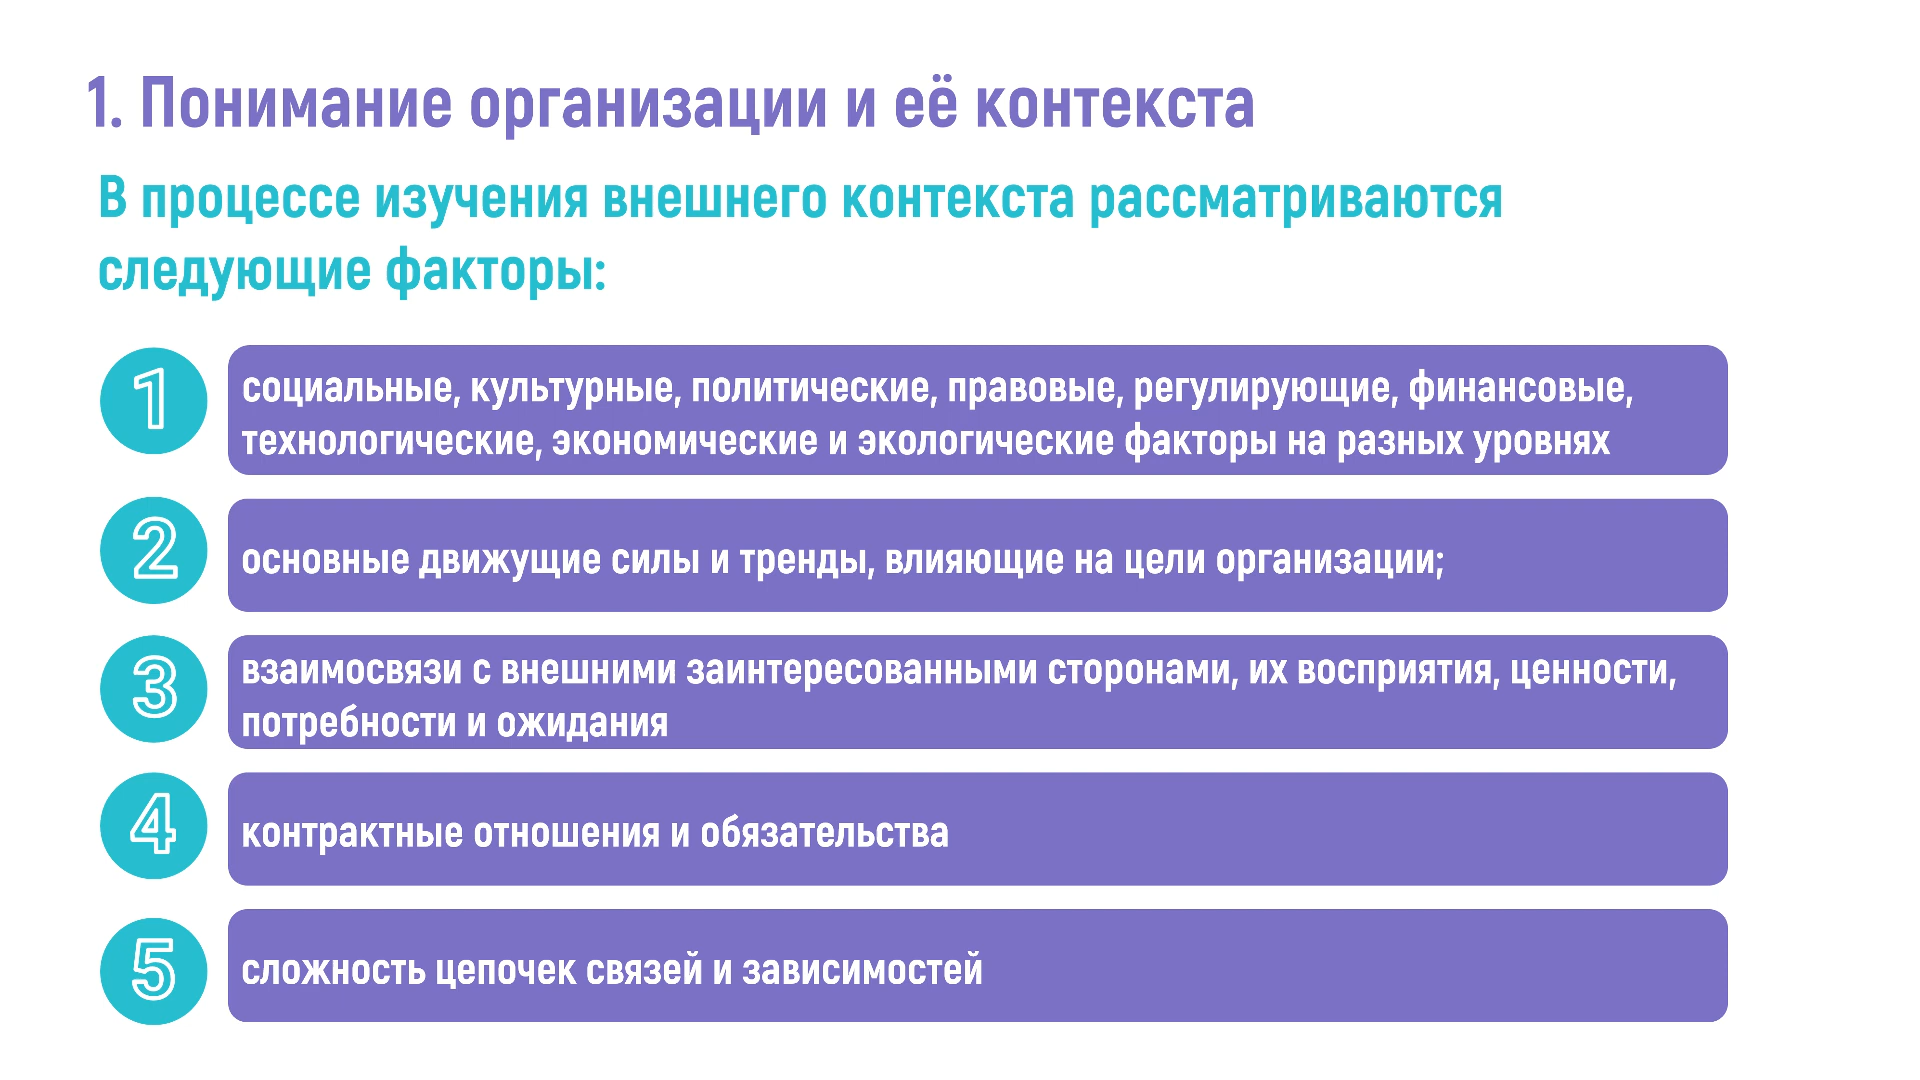 1. Понимание организации и её контекста
В процессе изучения внешнего контекста рассматриваются
следующие факторы:
1
социальные, культурные, политические, правовые, регулирующие, финансовые,
технологические, экономические и экологические факторы на разных уровнях
2
основные движущие силы и тренды, влияющие на цели организации;
3
взаимосвязи с внешними заинтересованными сторонами, их восприятия, ценности,
потребности и ожидания
4
контрактные отношения и обязательства
5
сложность цепочек связей и зависимостей